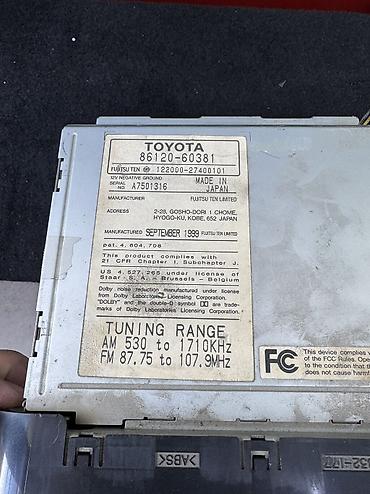 TOYOTA
86120-60381
FUJITSU TEN 122000-27400101
12V NEGATIVE GROUND MADE IN
SERIAL NO. A7501316 JAPAN
MANUFACTURER FUJITSU TEN LIMITED
ADDRESS 2-28, GOSHO-DORI 1 CHOME,
HYOGO-KU, KOBE, 652 JAPAN
MANUFACTURED SEPTEMBER 1999 FUJITSU TEN LIMITED
pat. 4, 604, 708
This product complies with
21 CFR Chapter I, Subchapter J.
US 4,527,265 under license of
Staar - S. A. - Brussels - Belgium
Dolby noise reduction manufactured under license
from Dolby Laboratories Licensing Corporation.
"DOLBY" and the double-D symbol are trade-
marks of Dolby Laboratories Licensing Corporation.
TUNING RANGE
AM 530 to 1710KHz
FM 87.75 to 107.9MHz
FC This device complies w
of the FCC Rules. Ope
to the condition that th
does not cause harmf
>ABS<